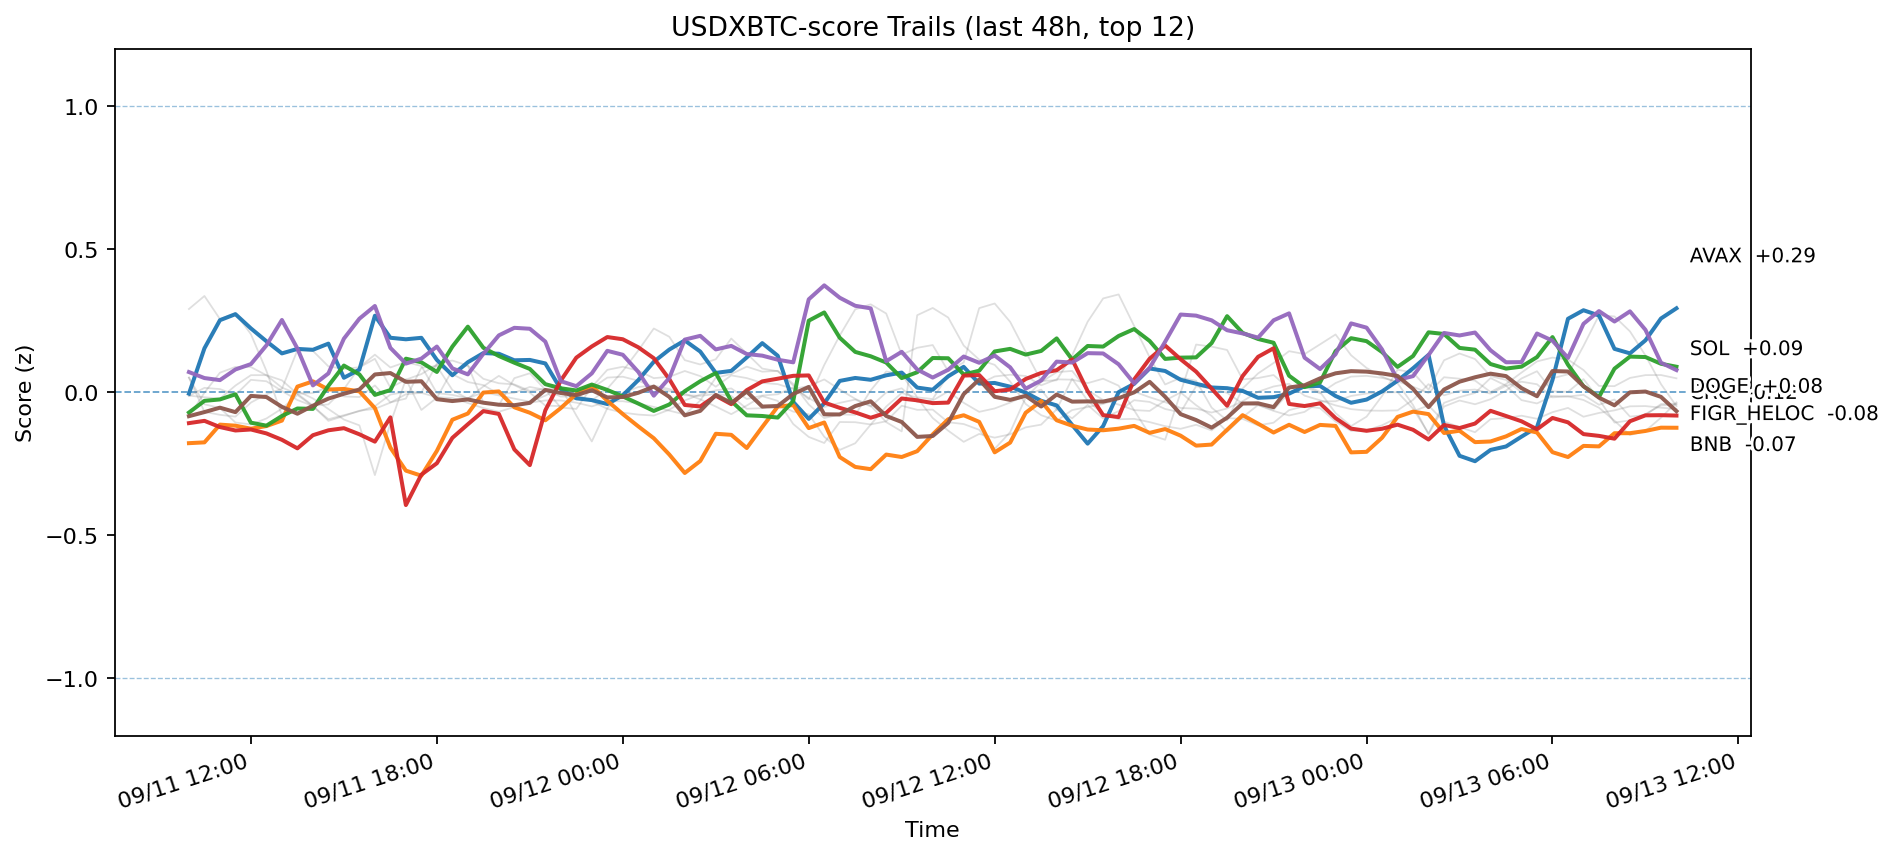 USDXBTC-score Trails (last 48h, top 12)
Score (z)
1.0
0.5
0.0
−0.5
−1.0
AVAX +0.29
SOL +0.09
DOGE +0.08
FIGR_HELOC -0.08
BNB -0.07
09/11 12:00
09/11 18:00
09/12 00:00
09/12 06:00
09/12 12:00
09/12 18:00
09/13 00:00
09/13 06:00
09/13 12:00
Time